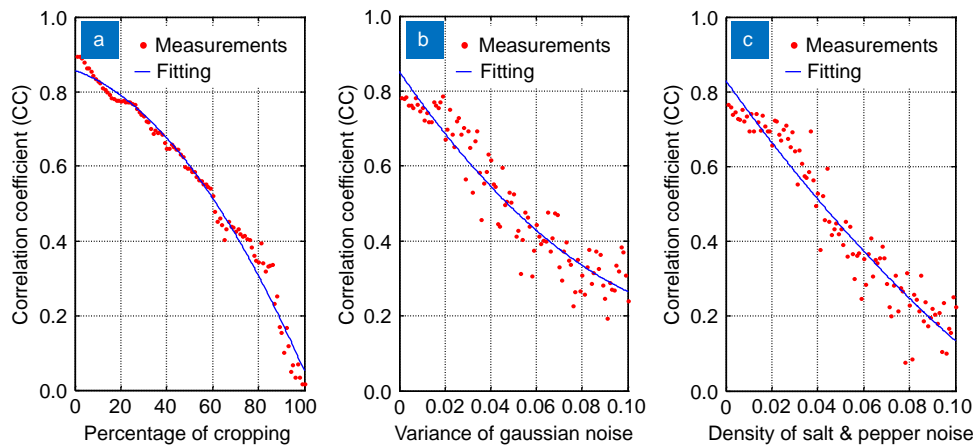 a
Measurements
Fitting
1.0
0.8
0.6
0.4
0.2
0.0
Correlation coefficient (CC)
0 20 40 60 80 100
Percentage of cropping
b
Measurements
Fitting
1.0
0.8
0.6
0.4
0.2
0.0
Correlation coefficient (CC)
0 0.02 0.04 0.06 0.08 0.10
Variance of gaussian noise
c
Measurements
Fitting
1.0
0.8
0.6
0.4
0.2
0.0
Correlation coefficient (CC)
0 0.02 0.04 0.06 0.08 0.10
Density of salt & pepper noise